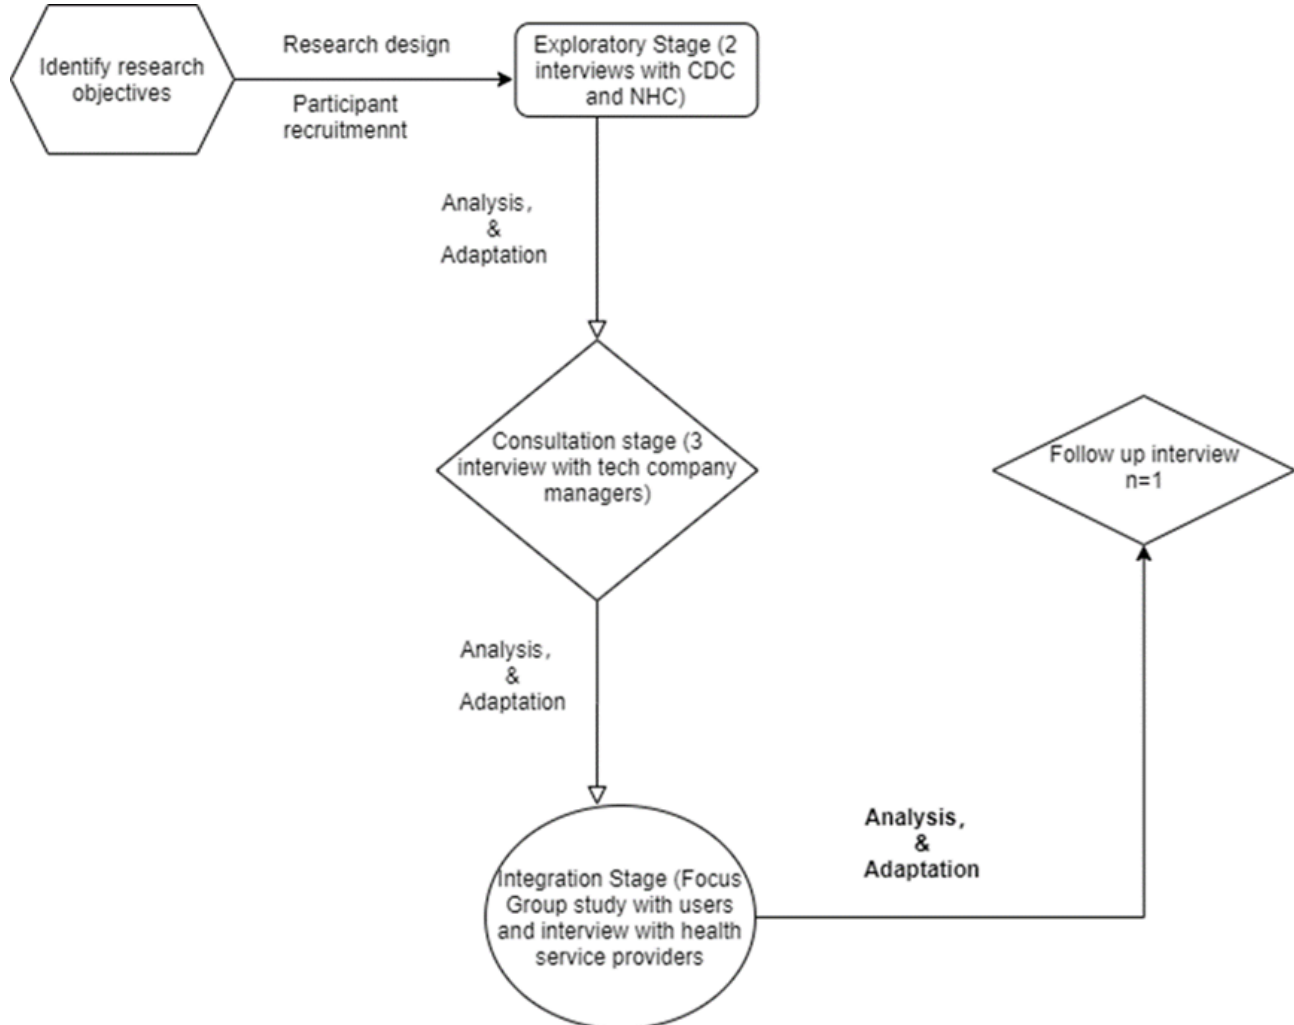 Identify research
objectives
Research design
Participant
recruitmennt
Exploratory Stage (2
interviews with CDC
and NHC)
Analysis,
&
Adaptation
Consultation stage (3
interview with tech company
managers)
Follow up interview
n=1
Analysis,
&
Adaptation
Analysis,
&
Adaptation
Integration Stage (Focus
Group study with users
and interview with health
service providers